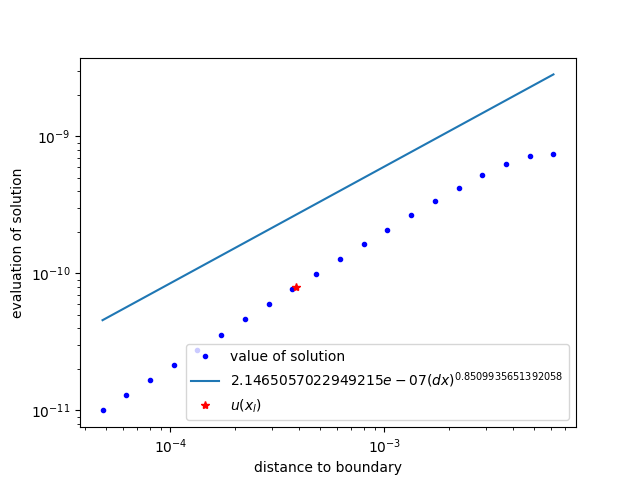 evaluation of solution
10⁻⁹
10⁻¹⁰
10⁻¹¹
value of solution
2.1465057022949215e − 07(dx)^0.8509935651392058
u(x_l)
10⁻⁴
10⁻³
distance to boundary